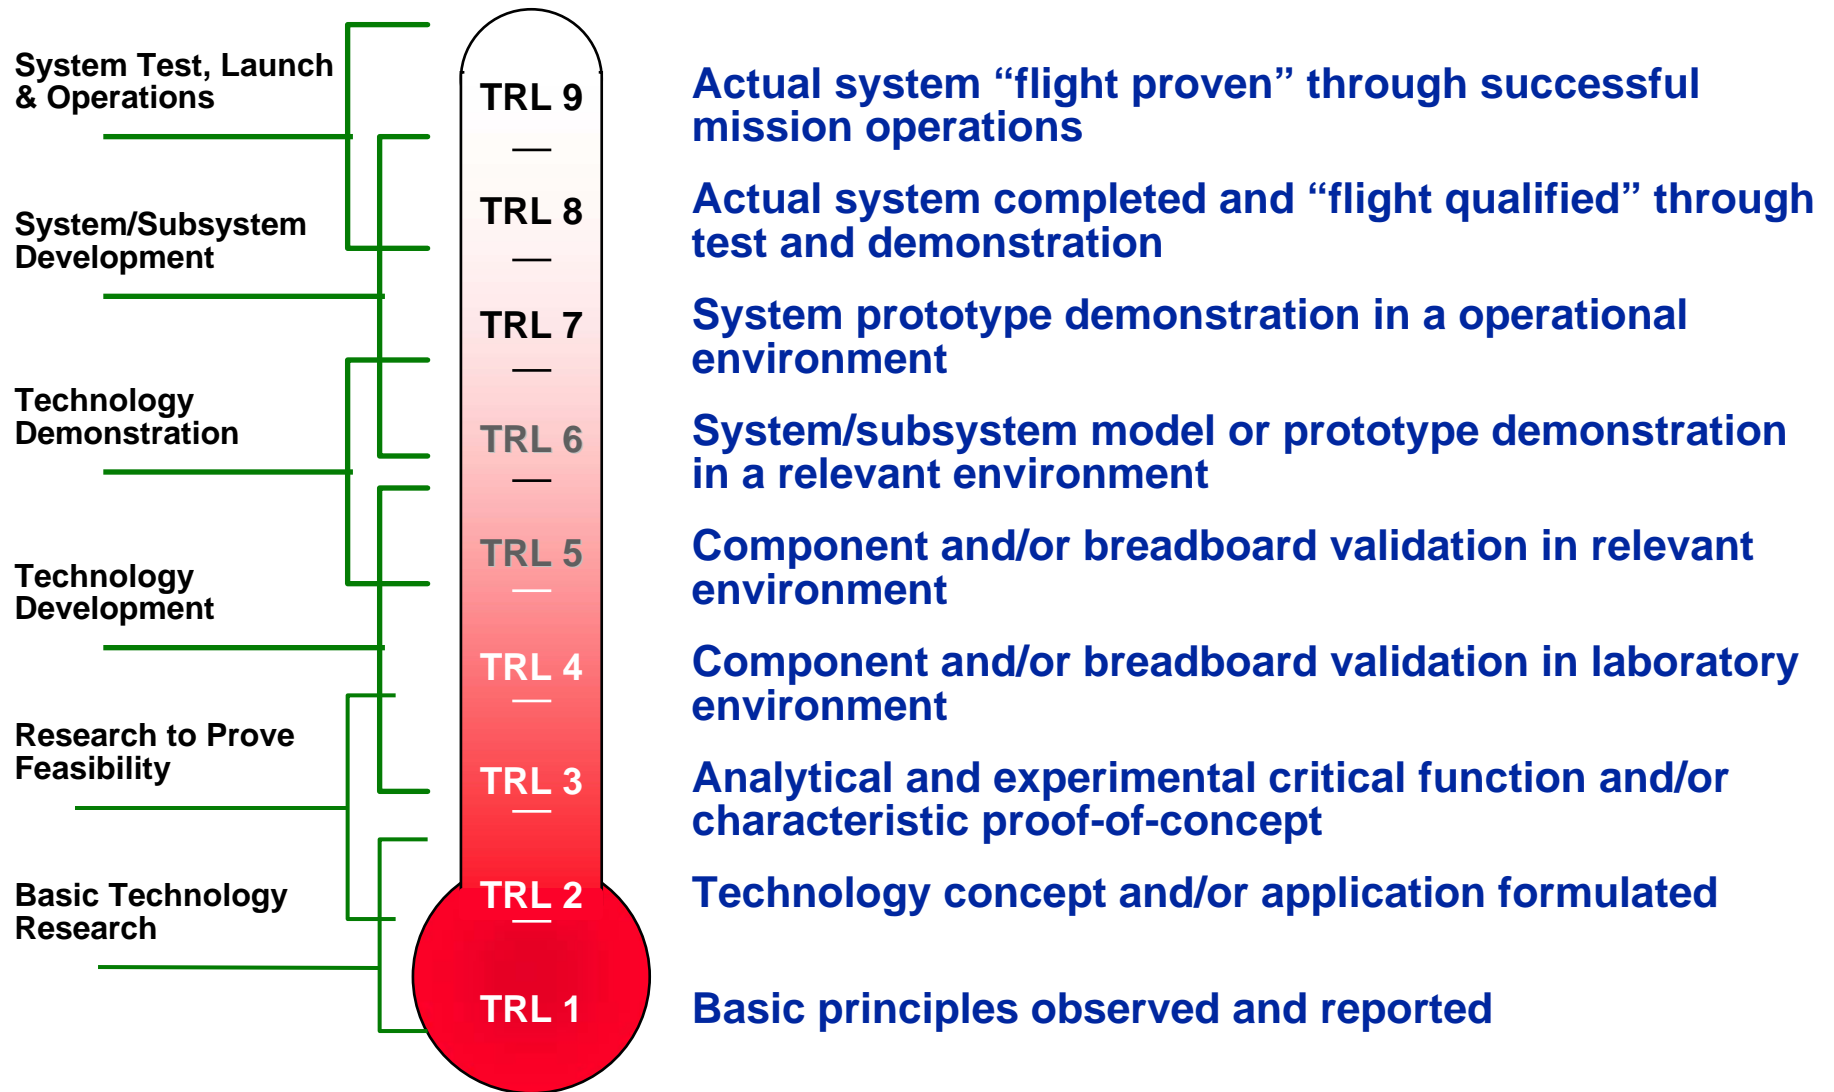 System Test, Launch
& Operations
System/Subsystem
Development
Technology
Demonstration
Technology
Development
Research to Prove
Feasibility
Basic Technology
Research
TRL 9
TRL 8
TRL 7
TRL 6
TRL 5
TRL 4
TRL 3
TRL 2
TRL 1
Actual system “flight proven” through successful
mission operations
Actual system completed and “flight qualified” through
test and demonstration
System prototype demonstration in a operational
environment
System/subsystem model or prototype demonstration
in a relevant environment
Component and/or breadboard validation in relevant
environment
Component and/or breadboard validation in laboratory
environment
Analytical and experimental critical function and/or
characteristic proof-of-concept
Technology concept and/or application formulated
Basic principles observed and reported